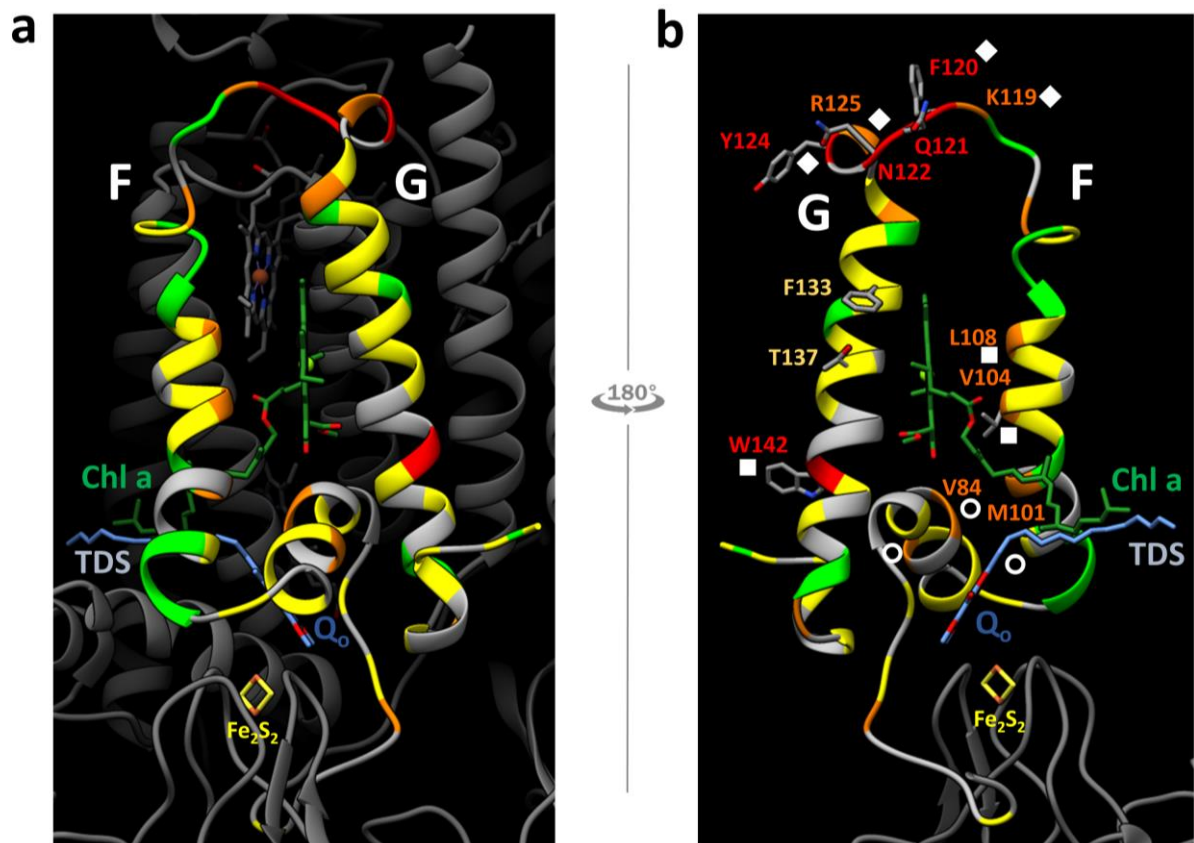 a
F
G
Chl a
TDS
Qo
Fe2S2
180°
b
F120
K119
R125
Y124
Q121
N122
G
F
F133
T137
L108
V104
W142
V84
M101
Chl a
TDS
Qo
Fe2S2